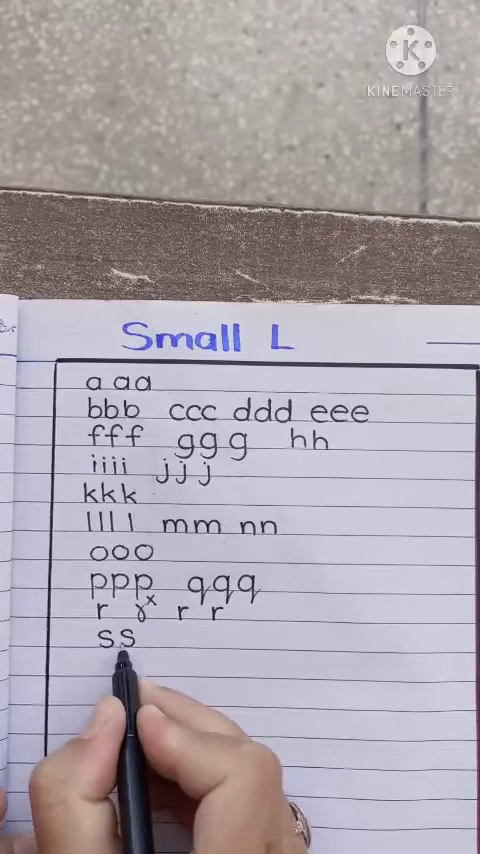 KINEMASTER
Small L
a aa
bbb ccc ddd eee
fff ggg hh
iiii jjj
kkk
llll mm nn
ooo
ppp qqq
r r r
ss